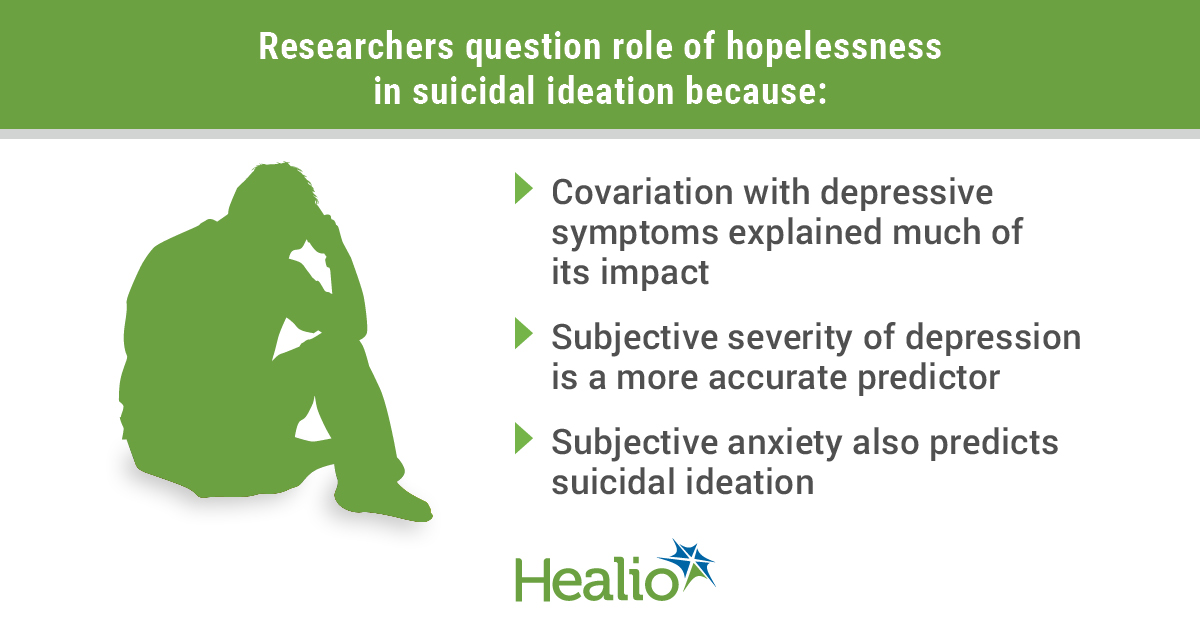 Researchers question role of hopelessness
in suicidal ideation because:
Covariation with depressive
symptoms explained much of
its impact
Subjective severity of depression
is a more accurate predictor
Subjective anxiety also predicts
suicidal ideation
Healio